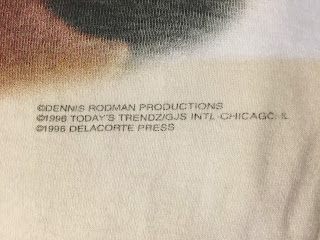 ©DENNIS RODMAN PRODUCTIONS
©1996 TODAY'S TRENDZ/GJS INTL-CHICAGO, IL
©1996 DELACORTE PRESS